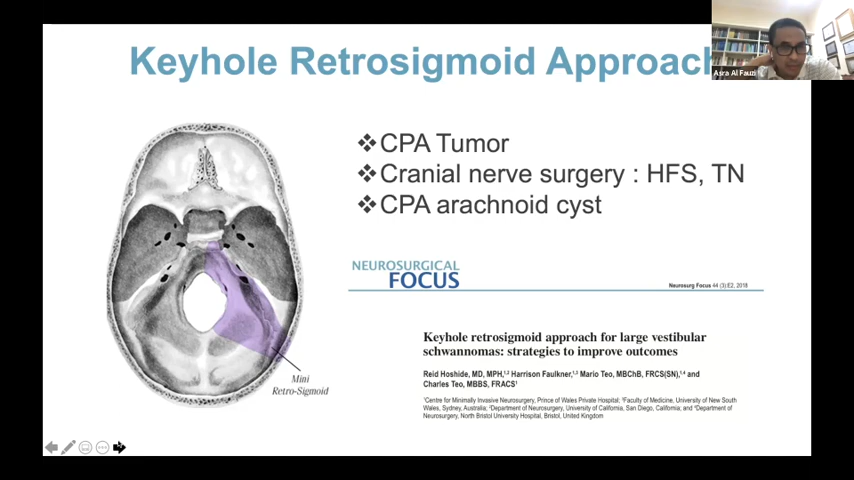 Keyhole Retrosigmoid Approach
Asra Al Fauzi
❖CPA Tumor
❖Cranial nerve surgery : HFS, TN
❖CPA arachnoid cyst
NEUROSURGICAL
FOCUS
Neurosurg Focus 44 (3):E2, 2018
Keyhole retrosigmoid approach for large vestibular
schwannomas: strategies to improve outcomes
Reid Hoshide, MD, MPH,1,2 Harrison Faulkner,1,3 Mario Teo, MBChB, FRCS(SN),1,4 and
Charles Teo, MBBS, FRACS1
1Centre for Minimally Invasive Neurosurgery, Prince of Wales Private Hospital; 3Faculty of Medicine, University of New South
Wales, Sydney, Australia; 2Department of Neurosurgery, University of California, San Diego, California; and 4Department of
Neurosurgery, North Bristol University Hospital, Bristol, United Kingdom
Mini
Retro-Sigmoid